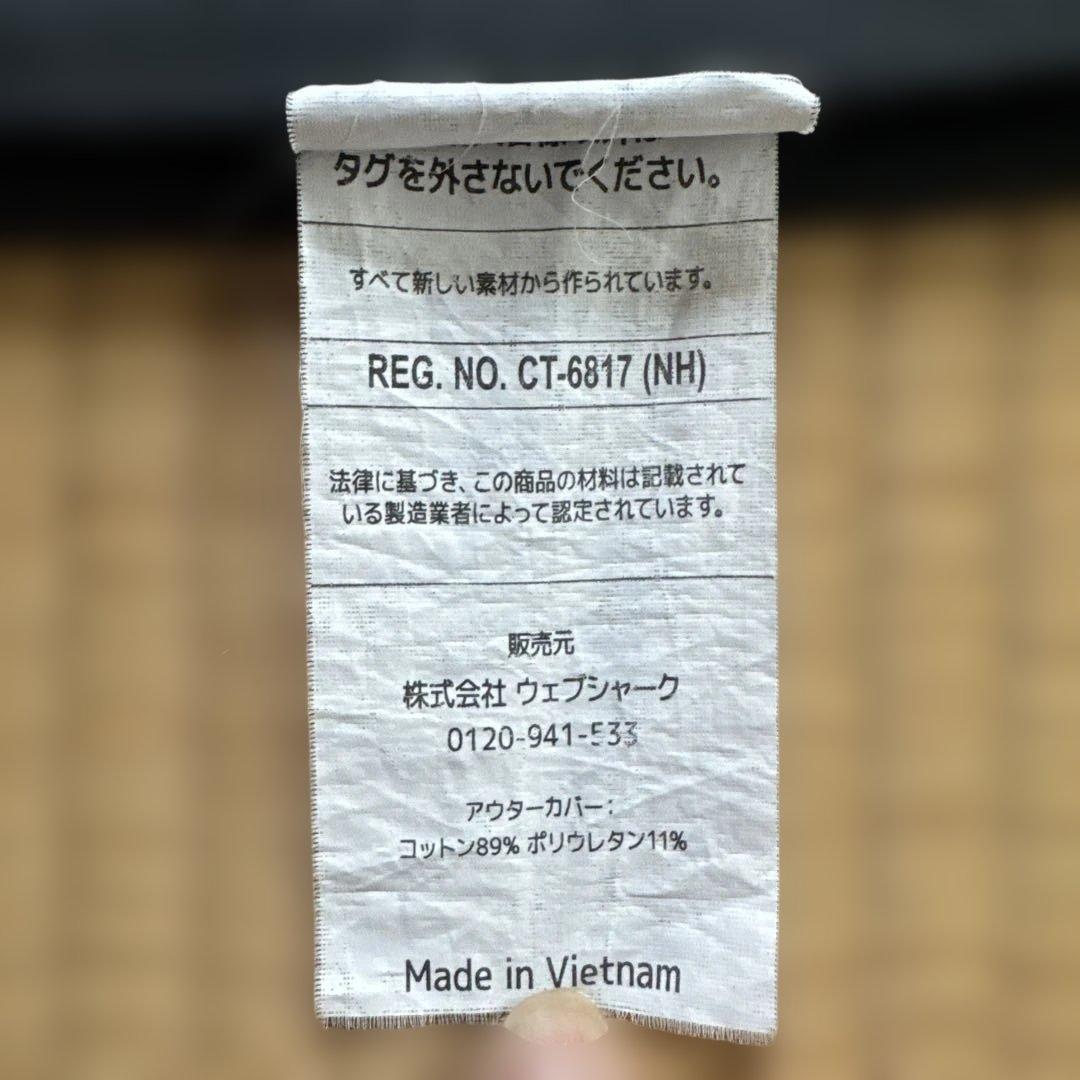 タグを外さないでください。
すべて新しい素材から作られています。
REG. NO. CT-6817 (NH)
法律に基づき、この商品の材料は記載されて
いる製造業者によって認定されています。
販売元
株式会社 ウェブシャーク
0120-941-533
アウターカバー:
コットン89% ポリウレタン11%
Made in Vietnam